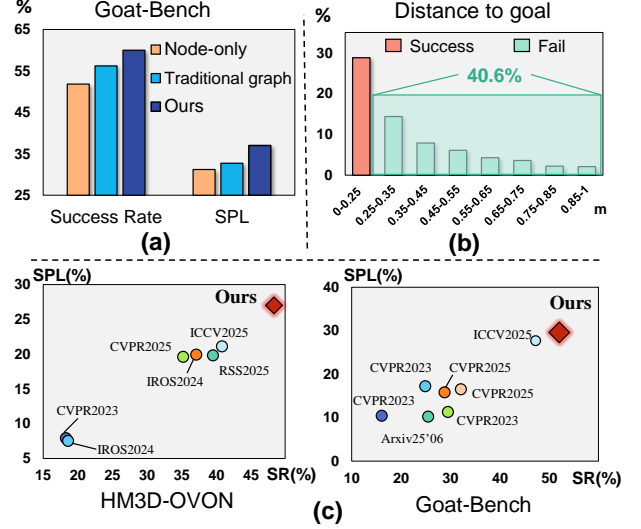 %
Goat-Bench
65
55
45
35
25
Node-only
Traditional graph
Ours
Success Rate
SPL
(a)
%
Distance to goal
30
20
10
0
Success
Fail
40.6%
0-0.25
0.25-0.35
0.35-0.45
0.45-0.55
0.55-0.65
0.65-0.75
0.75-0.85
0.85-1
m
(b)
SPL(%)
30
25
20
15
10
5
Ours
ICCV2025
CVPR2025
IROS2024
RSS2025
CVPR2023
IROS2024
15
20
25
30
35
40
45
SR(%)
HM3D-OVON
SPL(%)
40
30
20
10
0
Ours
ICCV2025
CVPR2023
CVPR2025
CVPR2023
CVPR2025
CVPR2023
Arxiv25'06
10
20
30
40
50
SR(%)
Goat-Bench
(c)